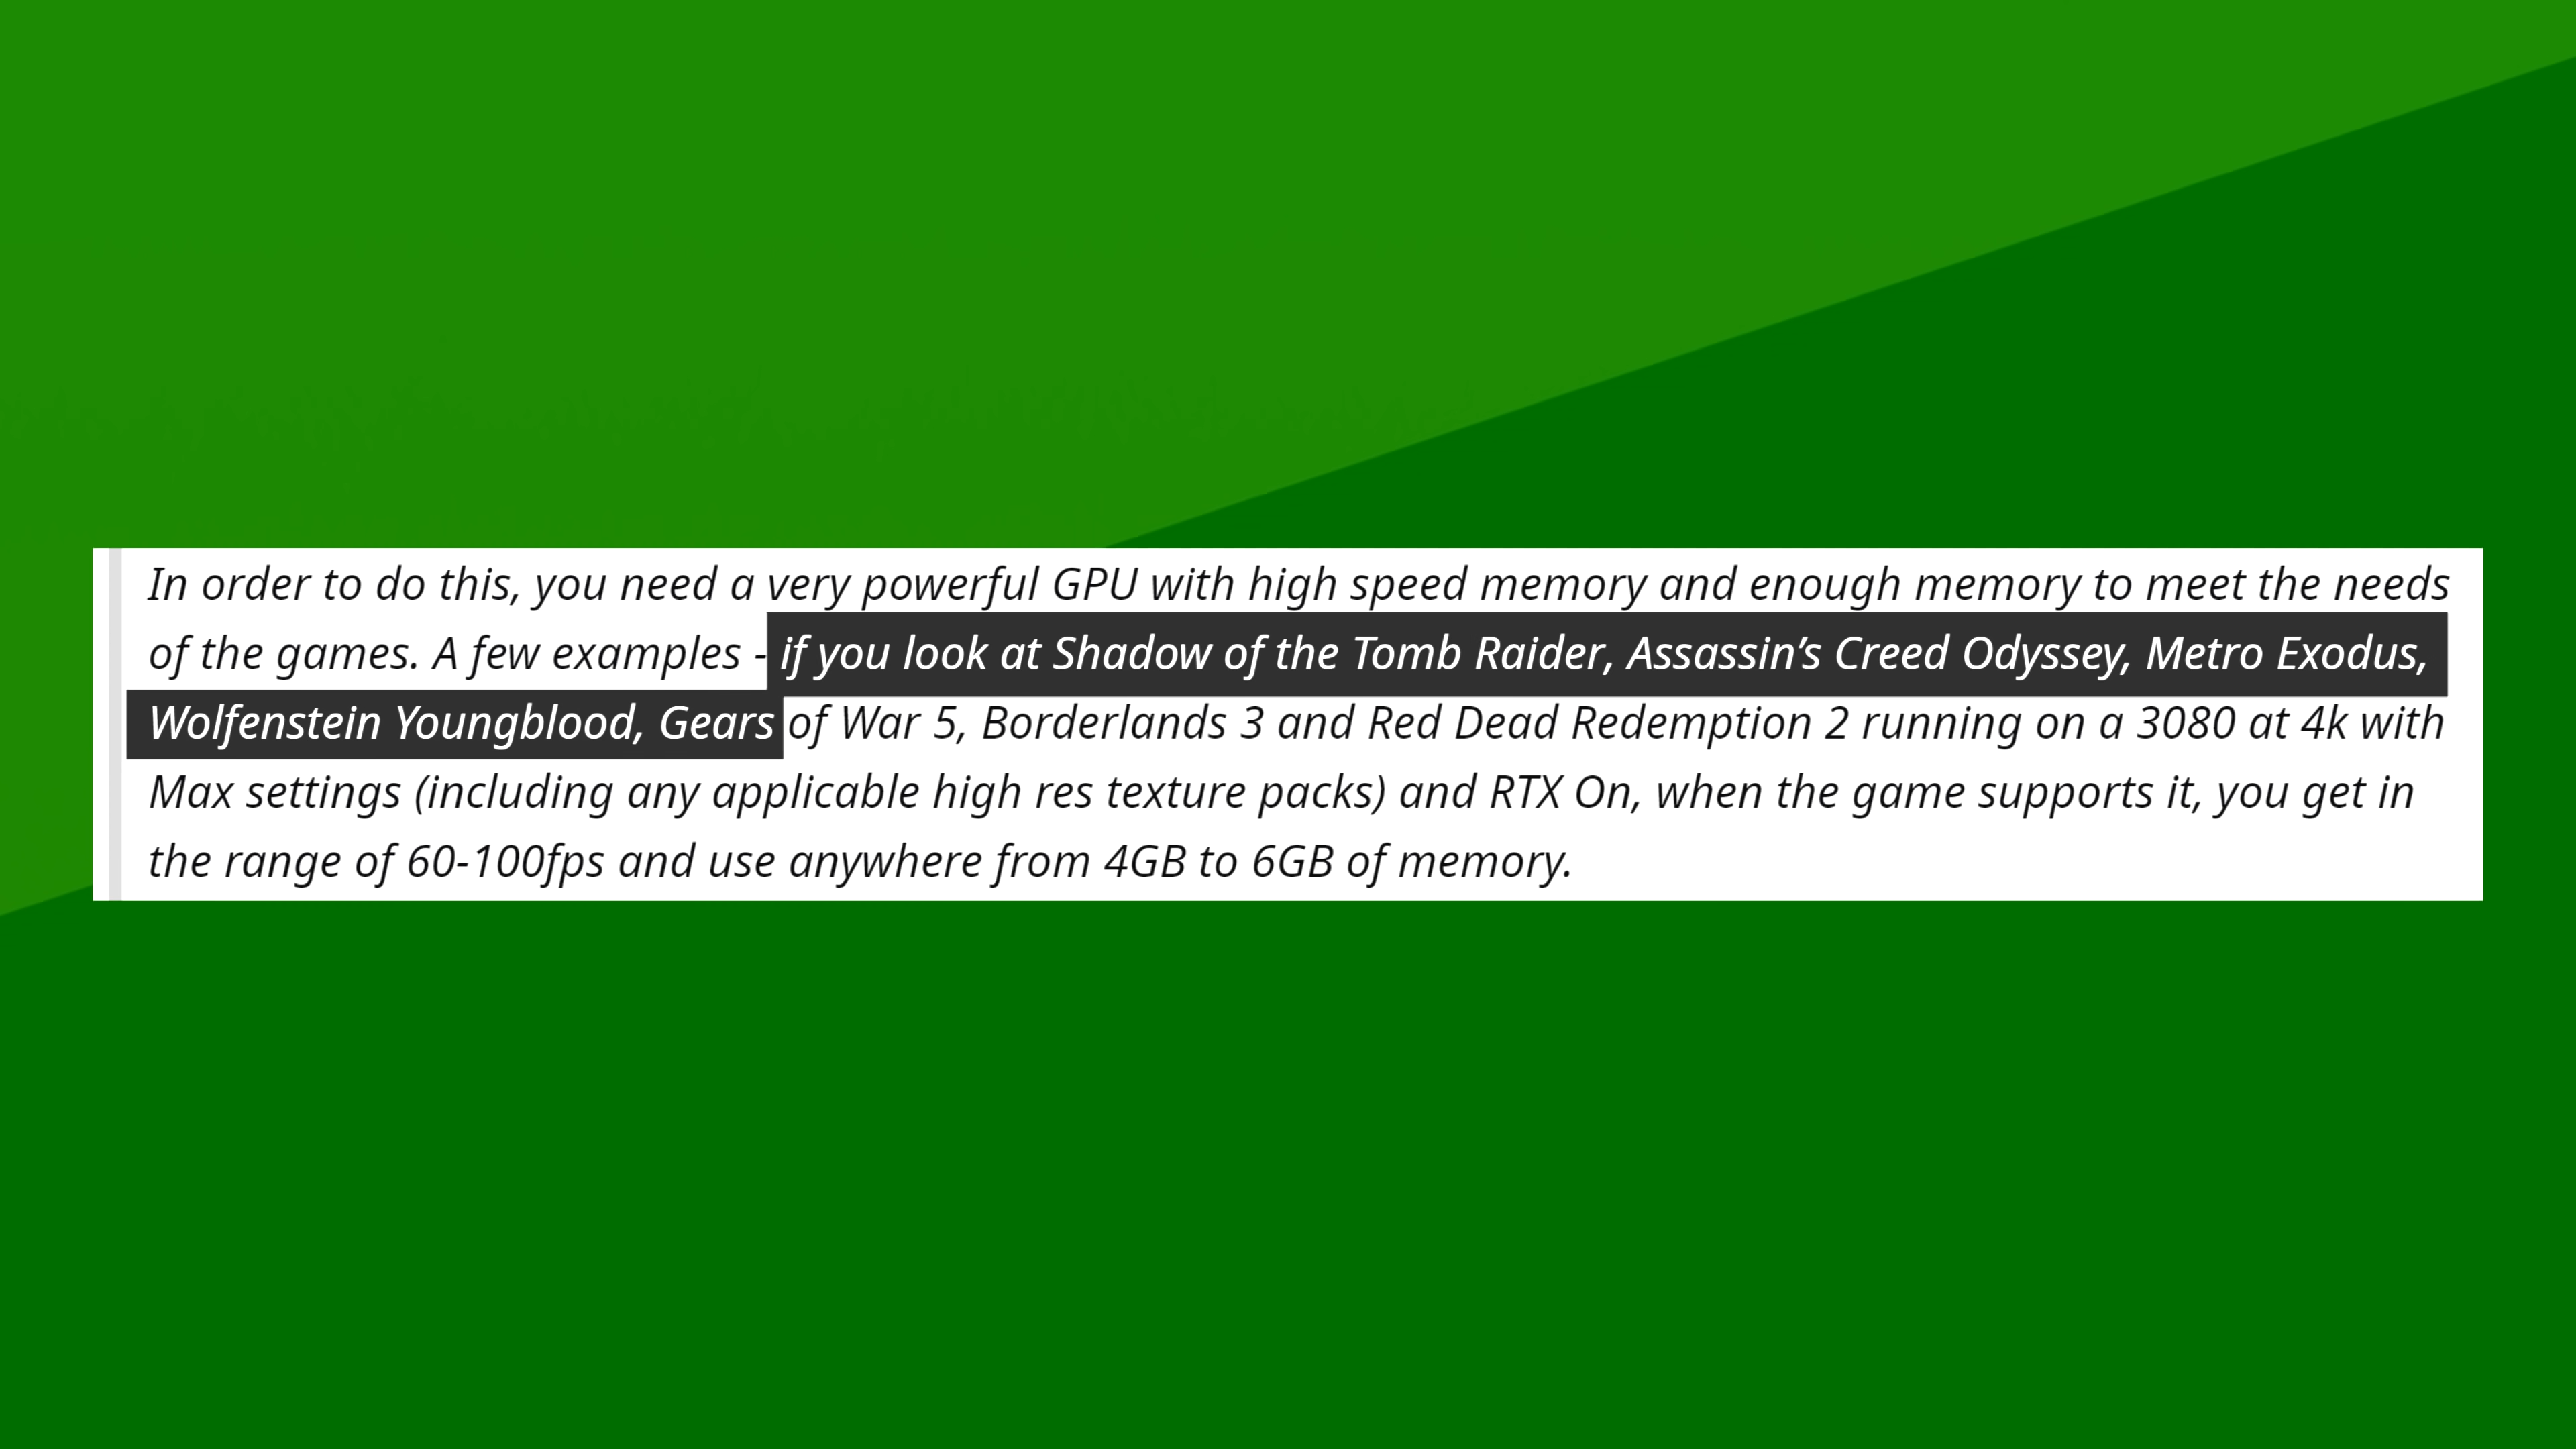 In order to do this, you need a very powerful GPU with high speed memory and enough memory to meet the needs
of the games. A few examples - if you look at Shadow of the Tomb Raider, Assassin’s Creed Odyssey, Metro Exodus,
Wolfenstein Youngblood, Gears of War 5, Borderlands 3 and Red Dead Redemption 2 running on a 3080 at 4k with
Max settings (including any applicable high res texture packs) and RTX On, when the game supports it, you get in
the range of 60-100fps and use anywhere from 4GB to 6GB of memory.